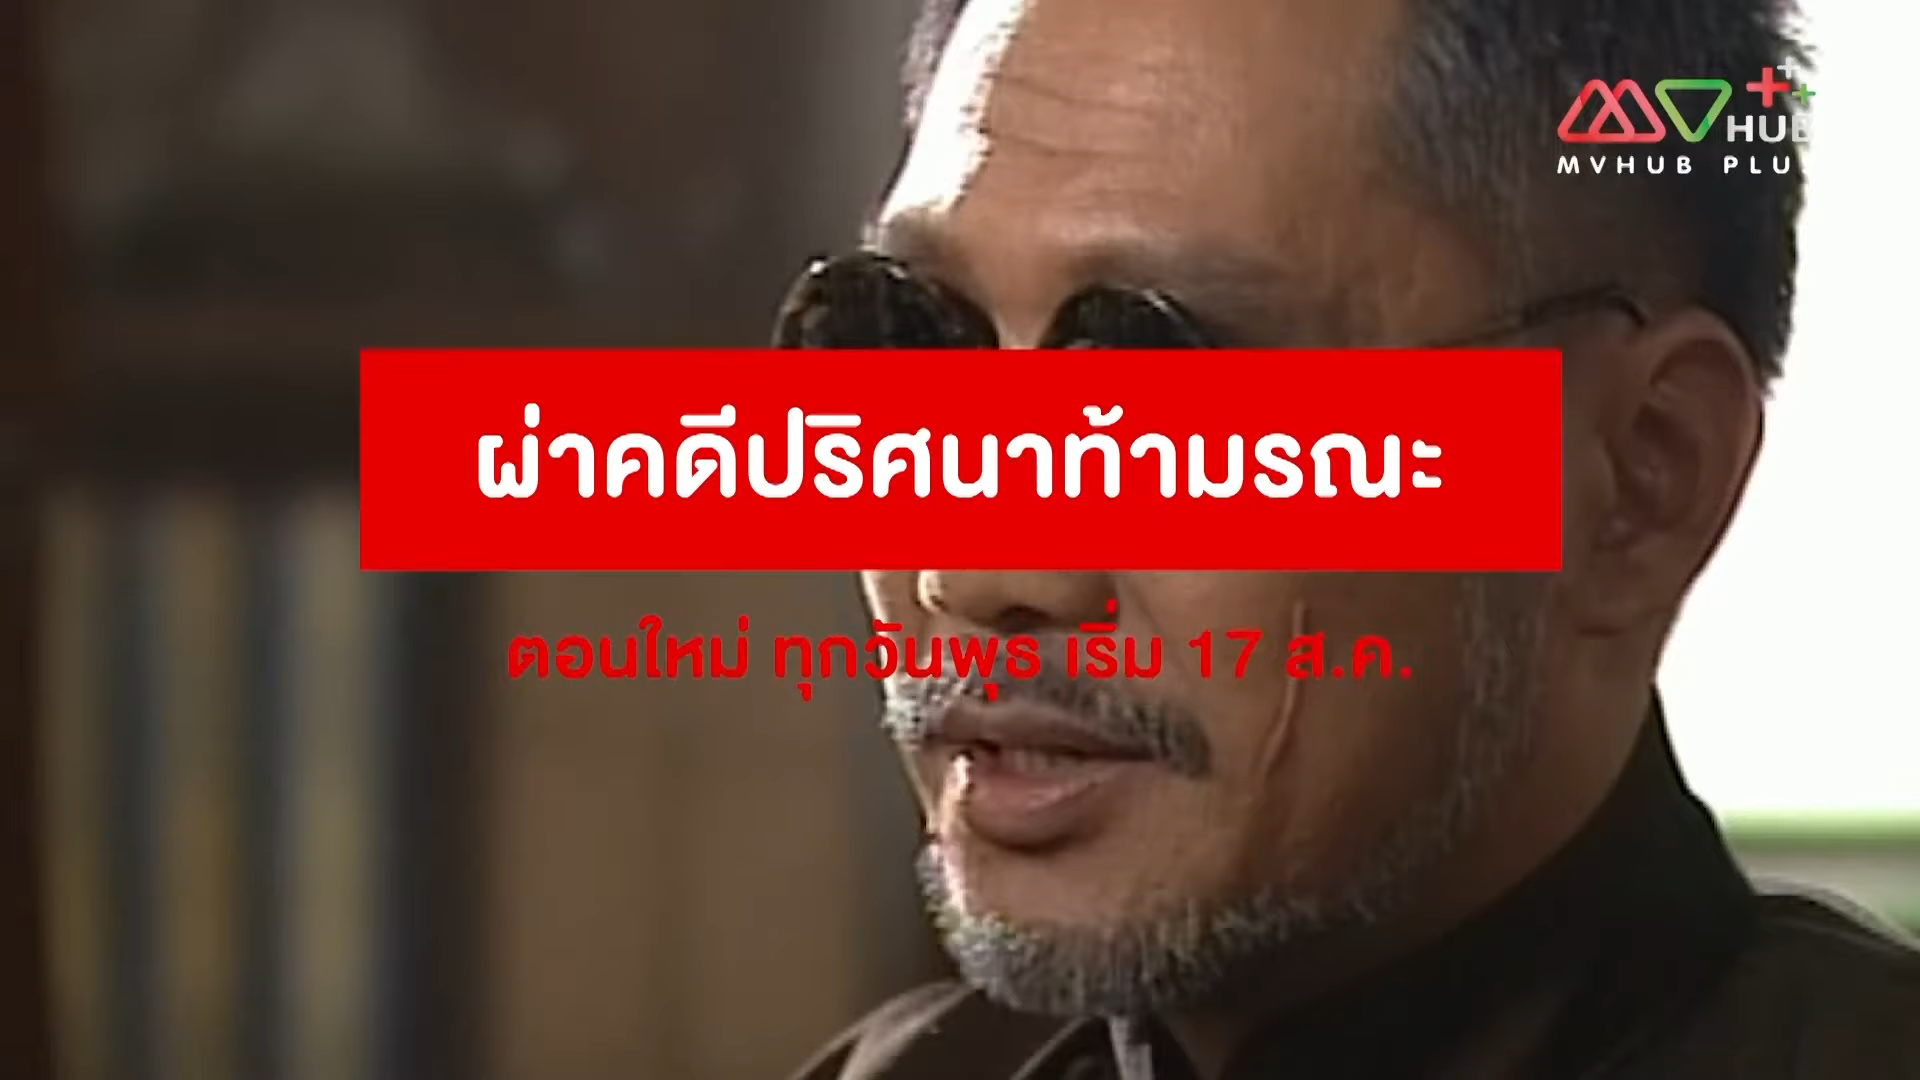 HUB
MVHUB PLU
ผ่าคดีปริศนาท้ามรณะ
ตอนใหม่ ทุกวันพุธ เริ่ม 17 ส.ค.